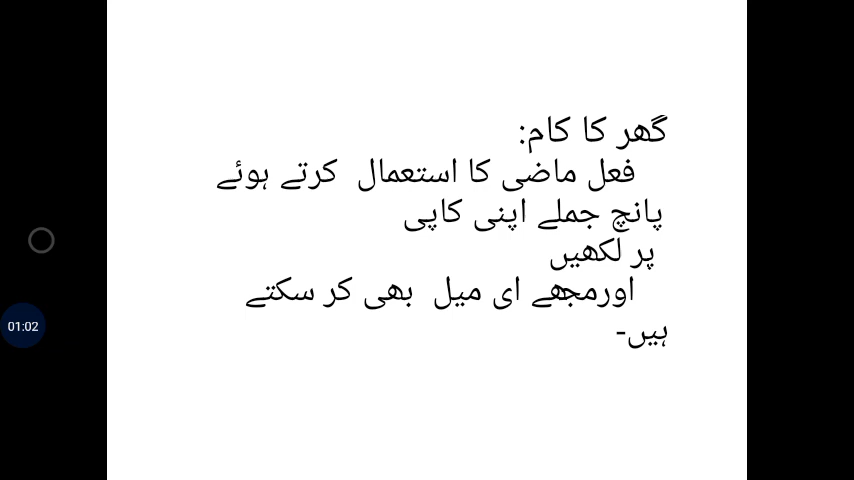 گھر کا کام:
فعل ماضی کا استعمال کرتے ہوئے
پانچ جملے اپنی کاپی
پر لکھیں
اورمجھے ای میل بھی کر سکتے
ہیں-
01:02